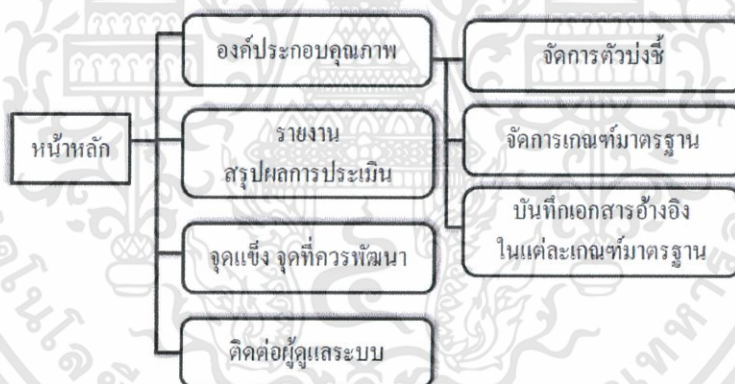 หน้าหลัก
องค์ประกอบคุณภาพ
รายงาน
สรุปผลการประเมิน
จุดแข็ง จุดที่ควรพัฒนา
ติดต่อผู้ดูแลระบบ
จัดการตัวบ่งชี้
จัดการเกณฑ์มาตรฐาน
บันทึกเอกสารอ้างอิง
ในแต่ละเกณฑ์มาตรฐาน